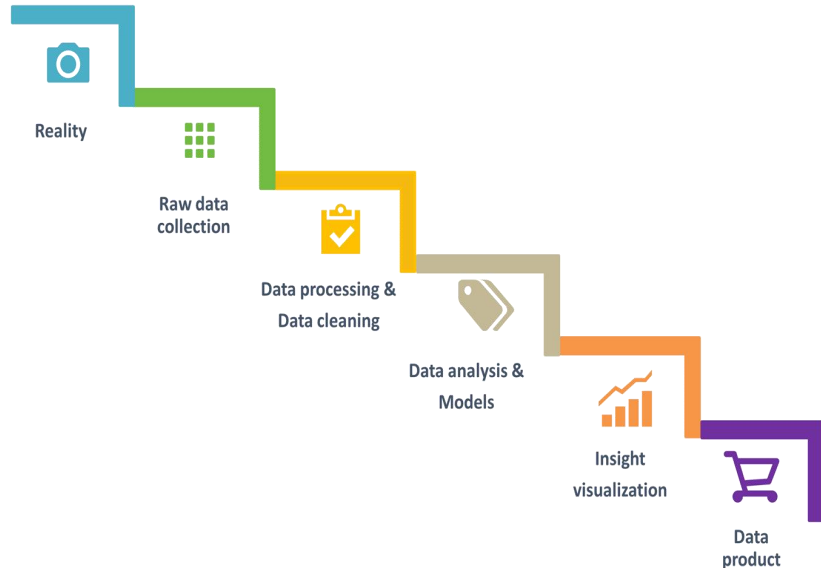 Reality
Raw data
collection
Data processing &
Data cleaning
Data analysis &
Models
Insight
visualization
Data
product